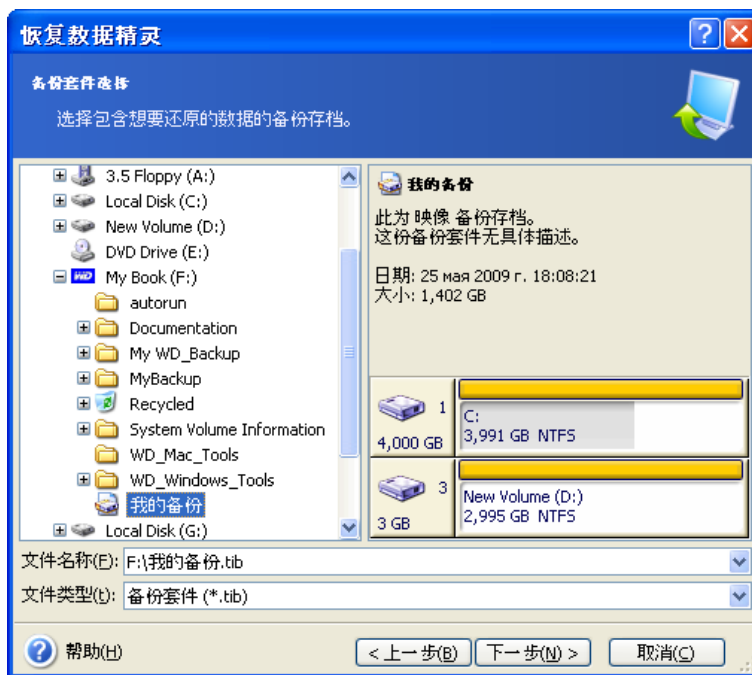 恢复数据精灵
备份套件选择
选择包含想要还原的数据的备份存档。
3.5 Floppy (A:)
Local Disk (C:)
New Volume (D:)
DVD Drive (E:)
WD My Book (F:)
autorun
Documentation
My WD_Backup
MyBackup
Recycled
System Volume Information
WD_Mac_Tools
WD_Windows_Tools
我的备份
Local Disk (G:)
我的备份
此为 映像 备份存档。
这份备份套件无具体描述。
日期: 25 мая 2009 г. 18:08:21
大小: 1,402 GB
1
4,000 GB
C:
3,991 GB NTFS
3
3 GB
New Volume (D:)
2,995 GB NTFS
文件名称(F): F:\我的备份.tib
文件类型(t): 备份套件 (*.tib)
帮助(H)
< 上一步(B)
下一步(N) >
取消(C)